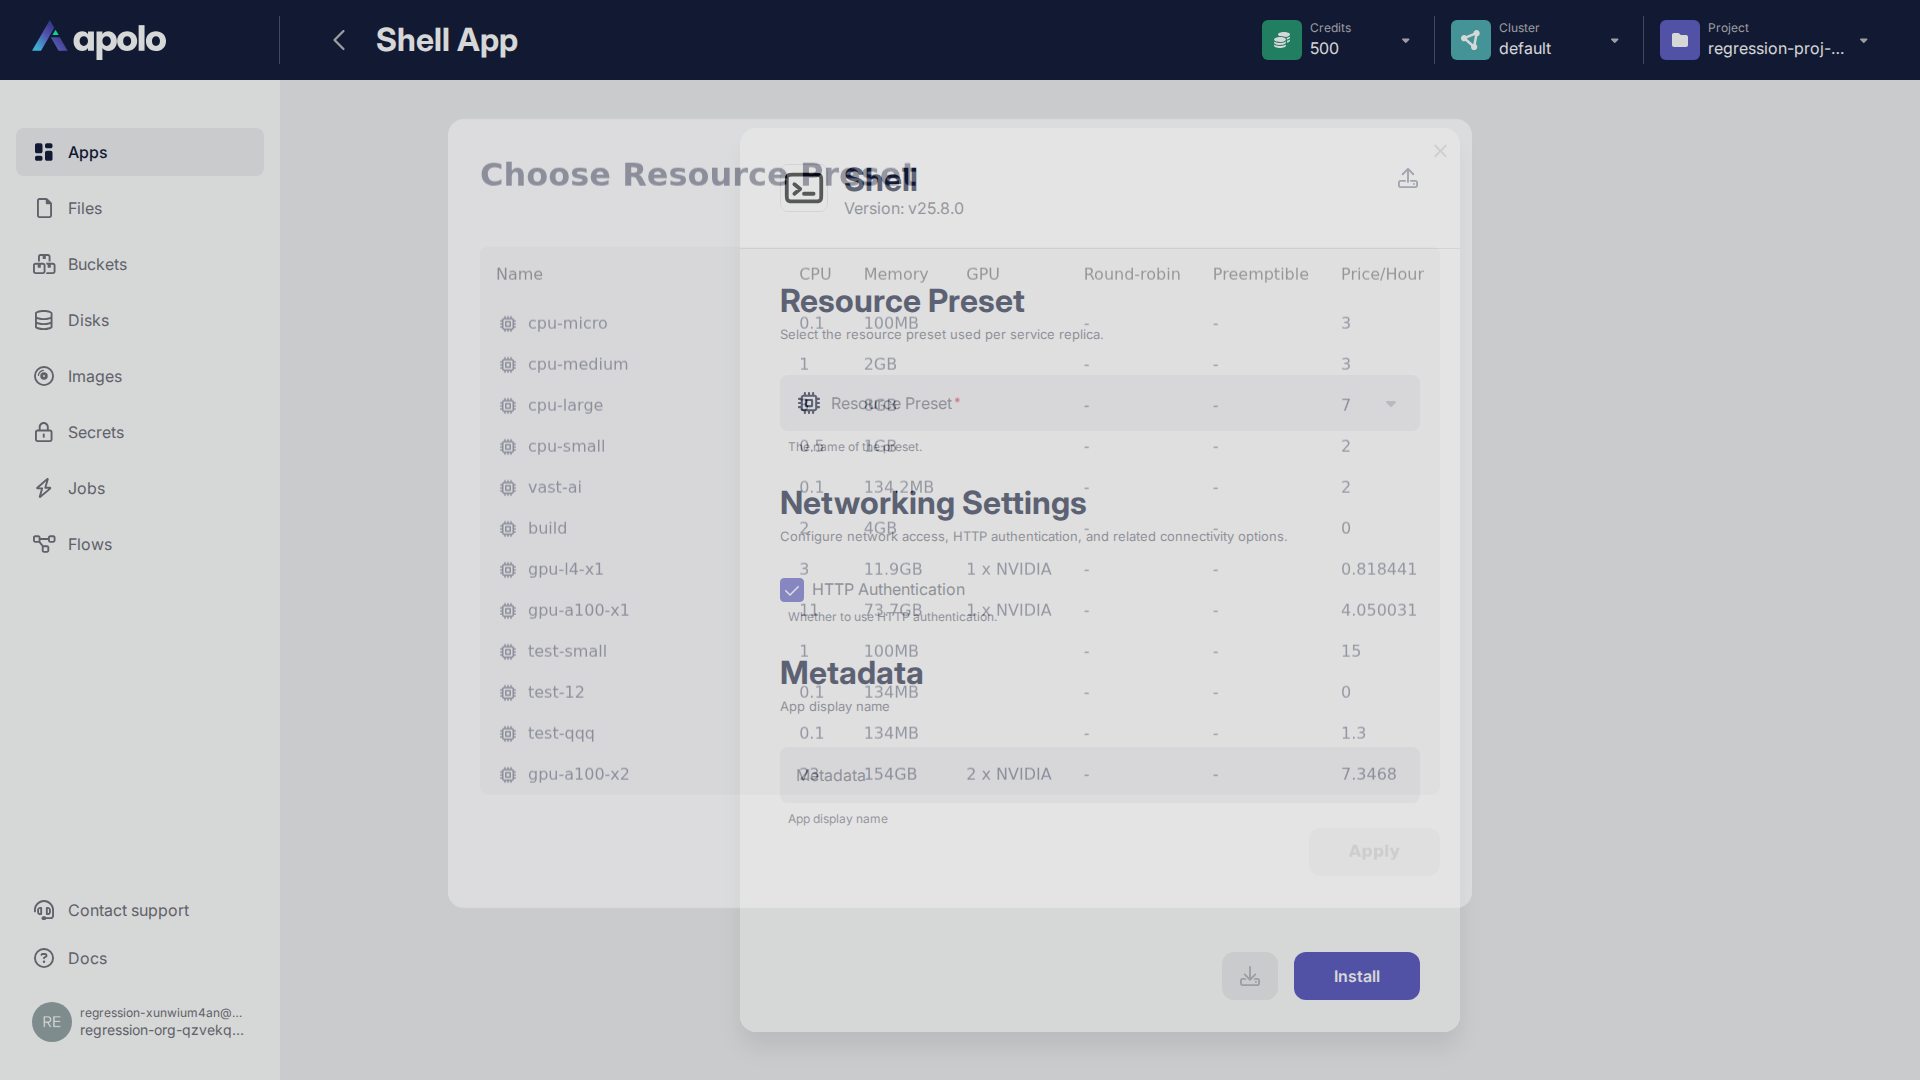 apolo
Shell App
Credits
500
Cluster
default
Project
regression-proj-...
Apps
Files
Buckets
Disks
Images
Secrets
Jobs
Flows
Contact support
Docs
RE
regression-xunwium4an@...
regression-org-qzvekq...
Choose Resource Preset
Name CPU Memory GPU Round-robin Preemptible Price/Hour
cpu-micro 0.1 100MB - - 3
cpu-medium 1 2GB - - 3
cpu-large 8GB - - 7
cpu-small 0.5 1GB - - 2
vast-ai 0.1 134.2MB - - 2
build 2 4GB - - 0
gpu-l4-x1 3 11.9GB 1 x NVIDIA - - 0.818441
gpu-a100-x1 11 73.7GB 1 x NVIDIA - - 4.050031
test-small 1 100MB - - 15
test-12 0.1 134MB - - 0
test-qqq 0.1 134MB - - 1.3
gpu-a100-x2 23 154GB 2 x NVIDIA - - 7.3468
Apply
Shell
Version: v25.8.0
Resource Preset
Select the resource preset used per service replica.
Resource Preset*
The name of the preset.
Networking Settings
Configure network access, HTTP authentication, and related connectivity options.
HTTP Authentication
Whether to use HTTP authentication.
Metadata
App display name
Metadata
App display name
Install